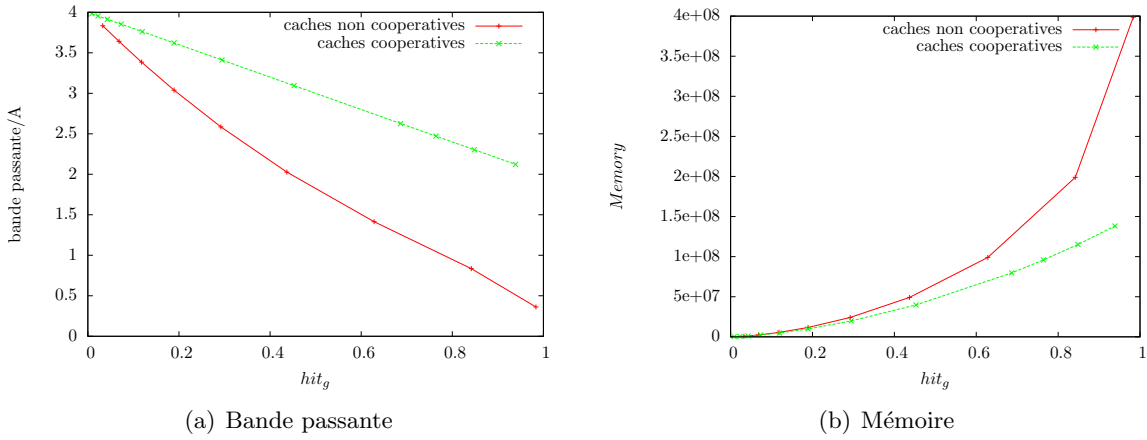 4
3.5
3
2.5
2
1.5
1
0.5
0
0
0.2
0.4
0.6
0.8
1
bande passante/A
hit_g
caches non cooperatives
caches cooperatives
(a) Bande passante
4e+08
3.5e+08
3e+08
2.5e+08
2e+08
1.5e+08
1e+08
5e+07
0
0
0.2
0.4
0.6
0.8
1
Memory
hit_g
caches non cooperatives
caches cooperatives
(b) Mémoire